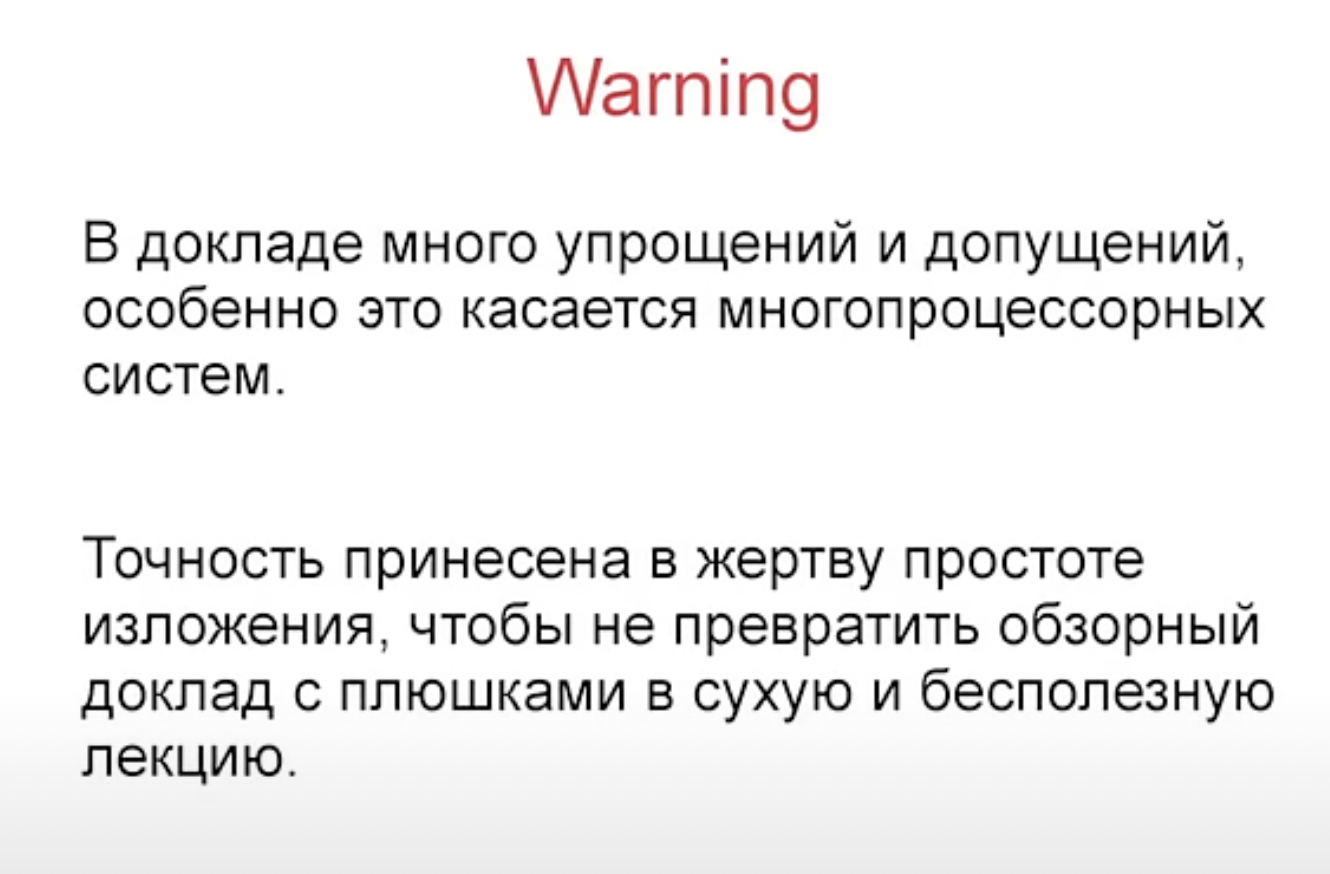 Warning
В докладе много упрощений и допущений,
особенно это касается многопроцессорных
систем.
Точность принесена в жертву простоте
изложения, чтобы не превратить обзорный
доклад с плюшками в сухую и бесполезную
лекцию.